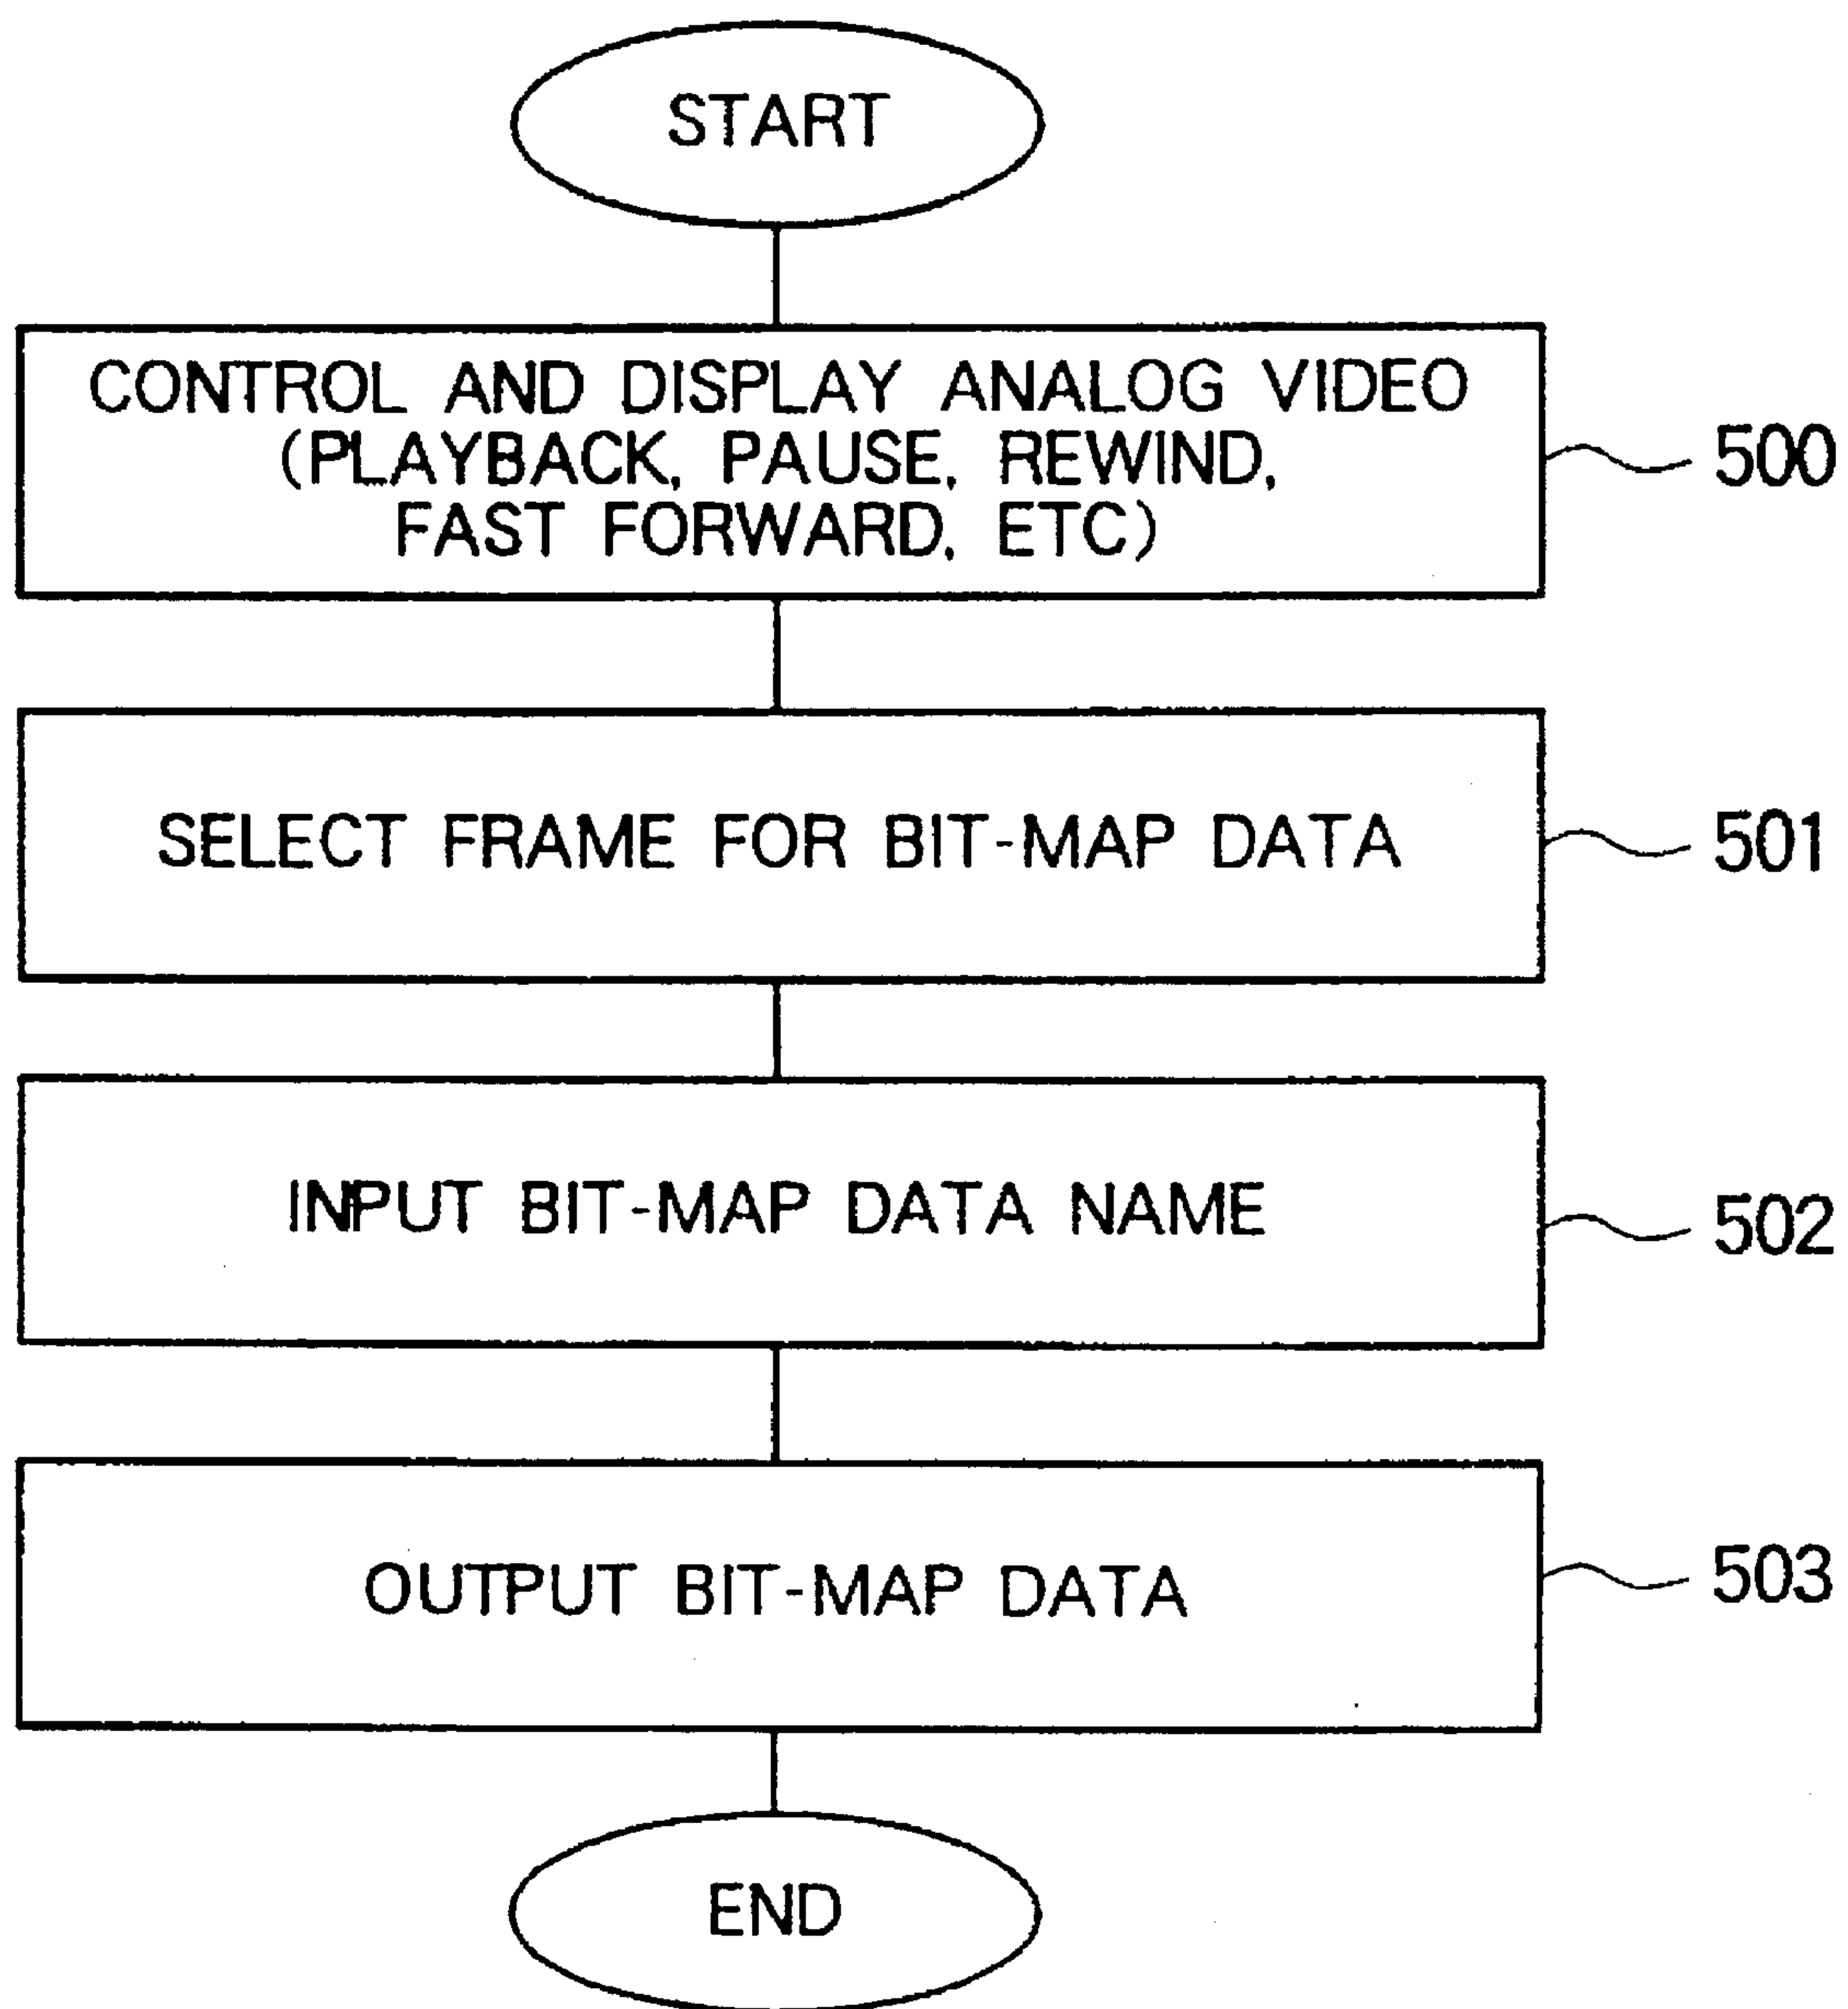 START
CONTROL AND DISPLAY ANALOG VIDEO
(PLAYBACK, PAUSE, REWIND,
FAST FORWARD, ETC)
500
SELECT FRAME FOR BIT-MAP DATA
501
INPUT BIT-MAP DATA NAME
502
OUTPUT BIT-MAP DATA
503
END